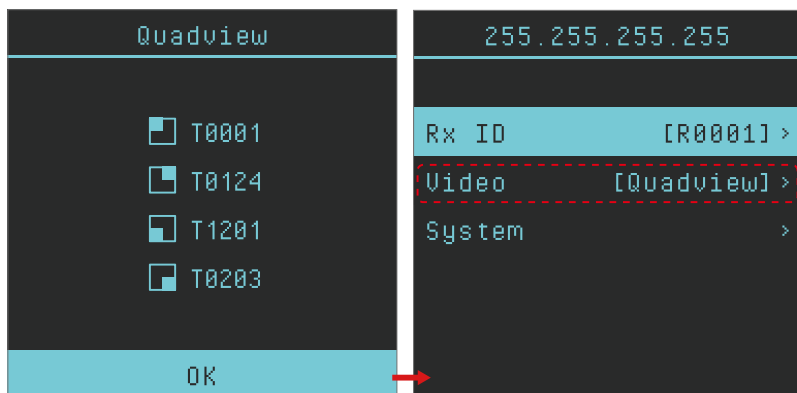 Quadview
T0001
T0124
T1201
T0203
OK
255.255.255.255
Rx ID [R0001] >
Video [Quadview] >
System >